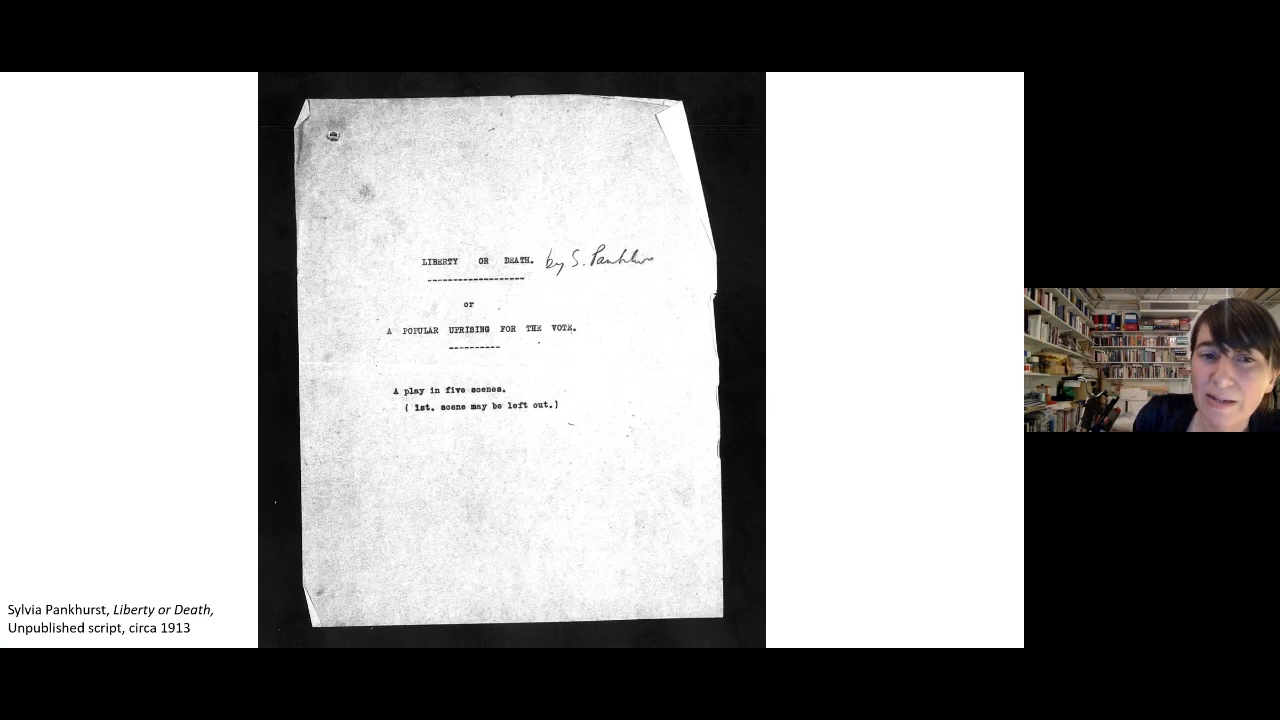 LIBERTY OR DEATH. by S. Pankhurs
-------------------
or
A POPULAR UPRISING FOR THE VOTE.
----------
A play in five scenes.
( 1st. scene may be left out.)
Sylvia Pankhurst, Liberty or Death,
Unpublished script, circa 1913